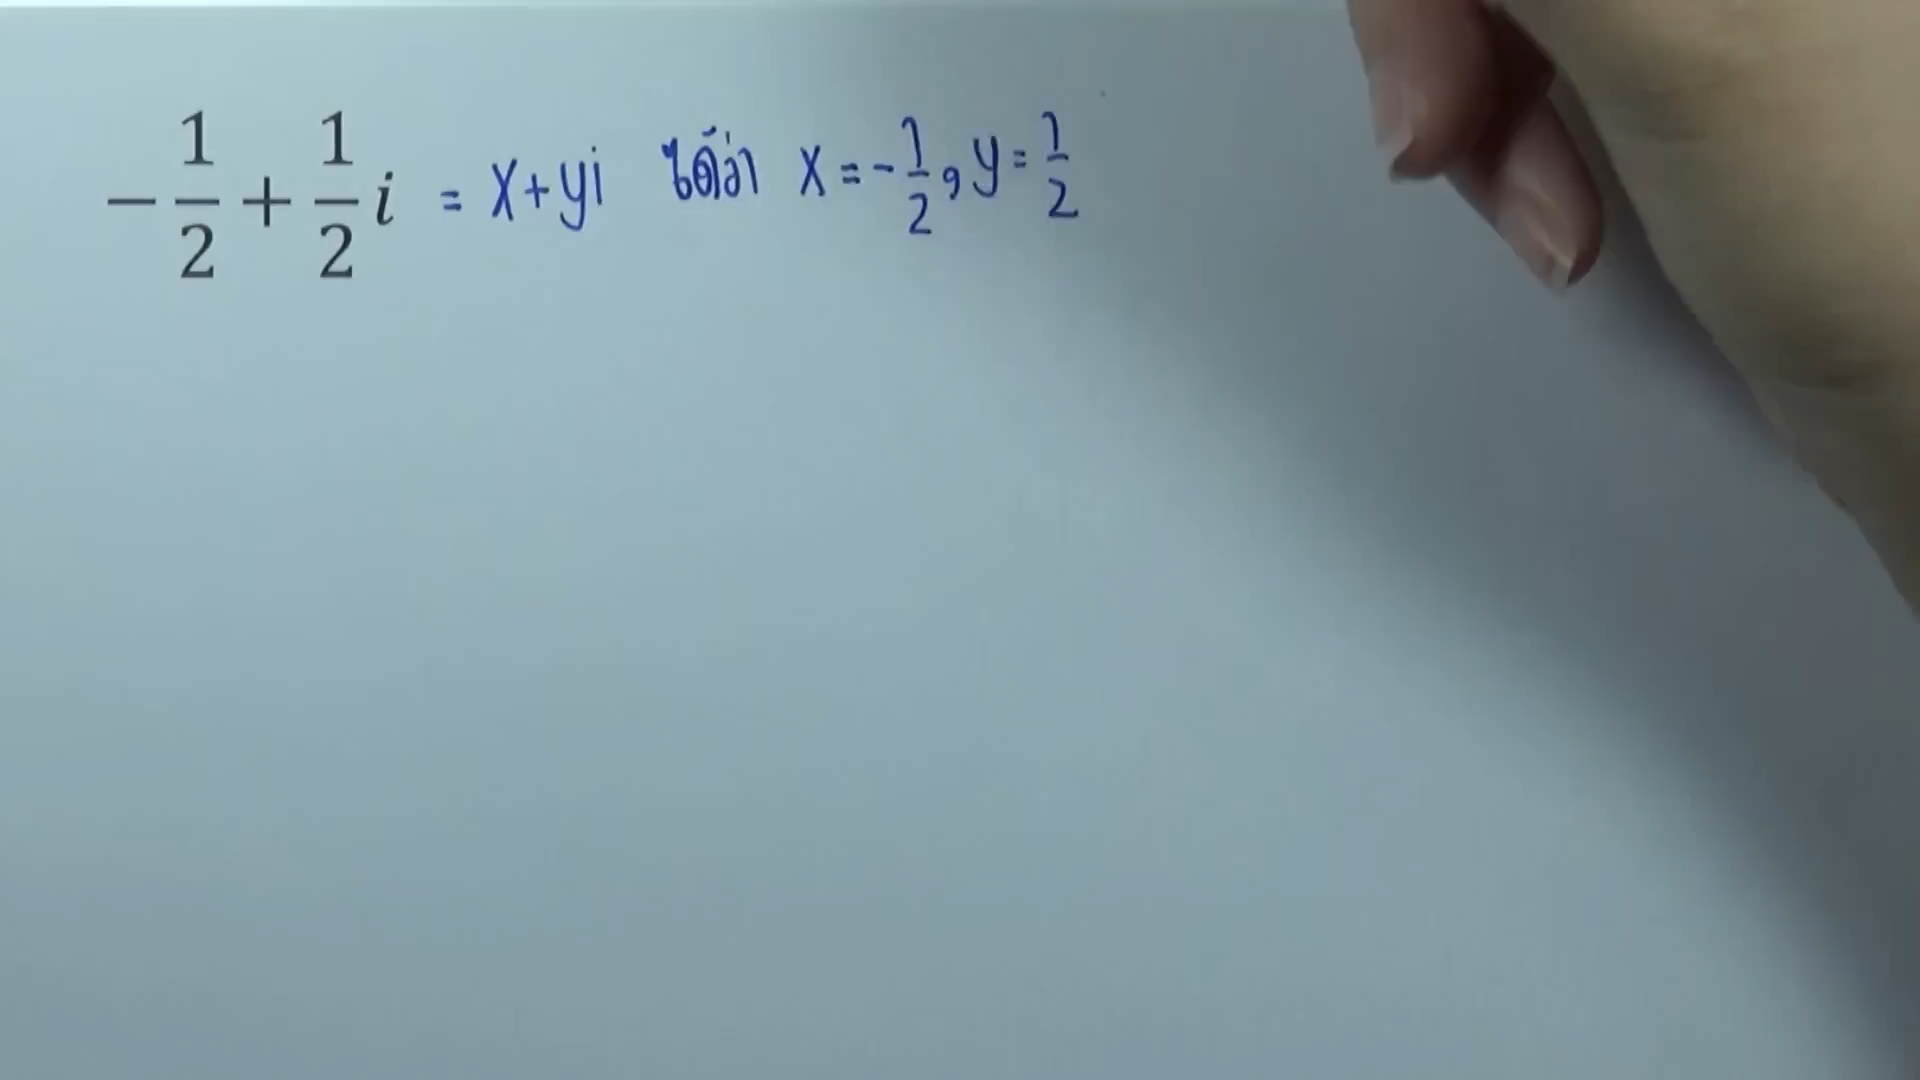 -1/2 + 1/2 i = x+yi ได้ว่า x = -1/2, y = 1/2